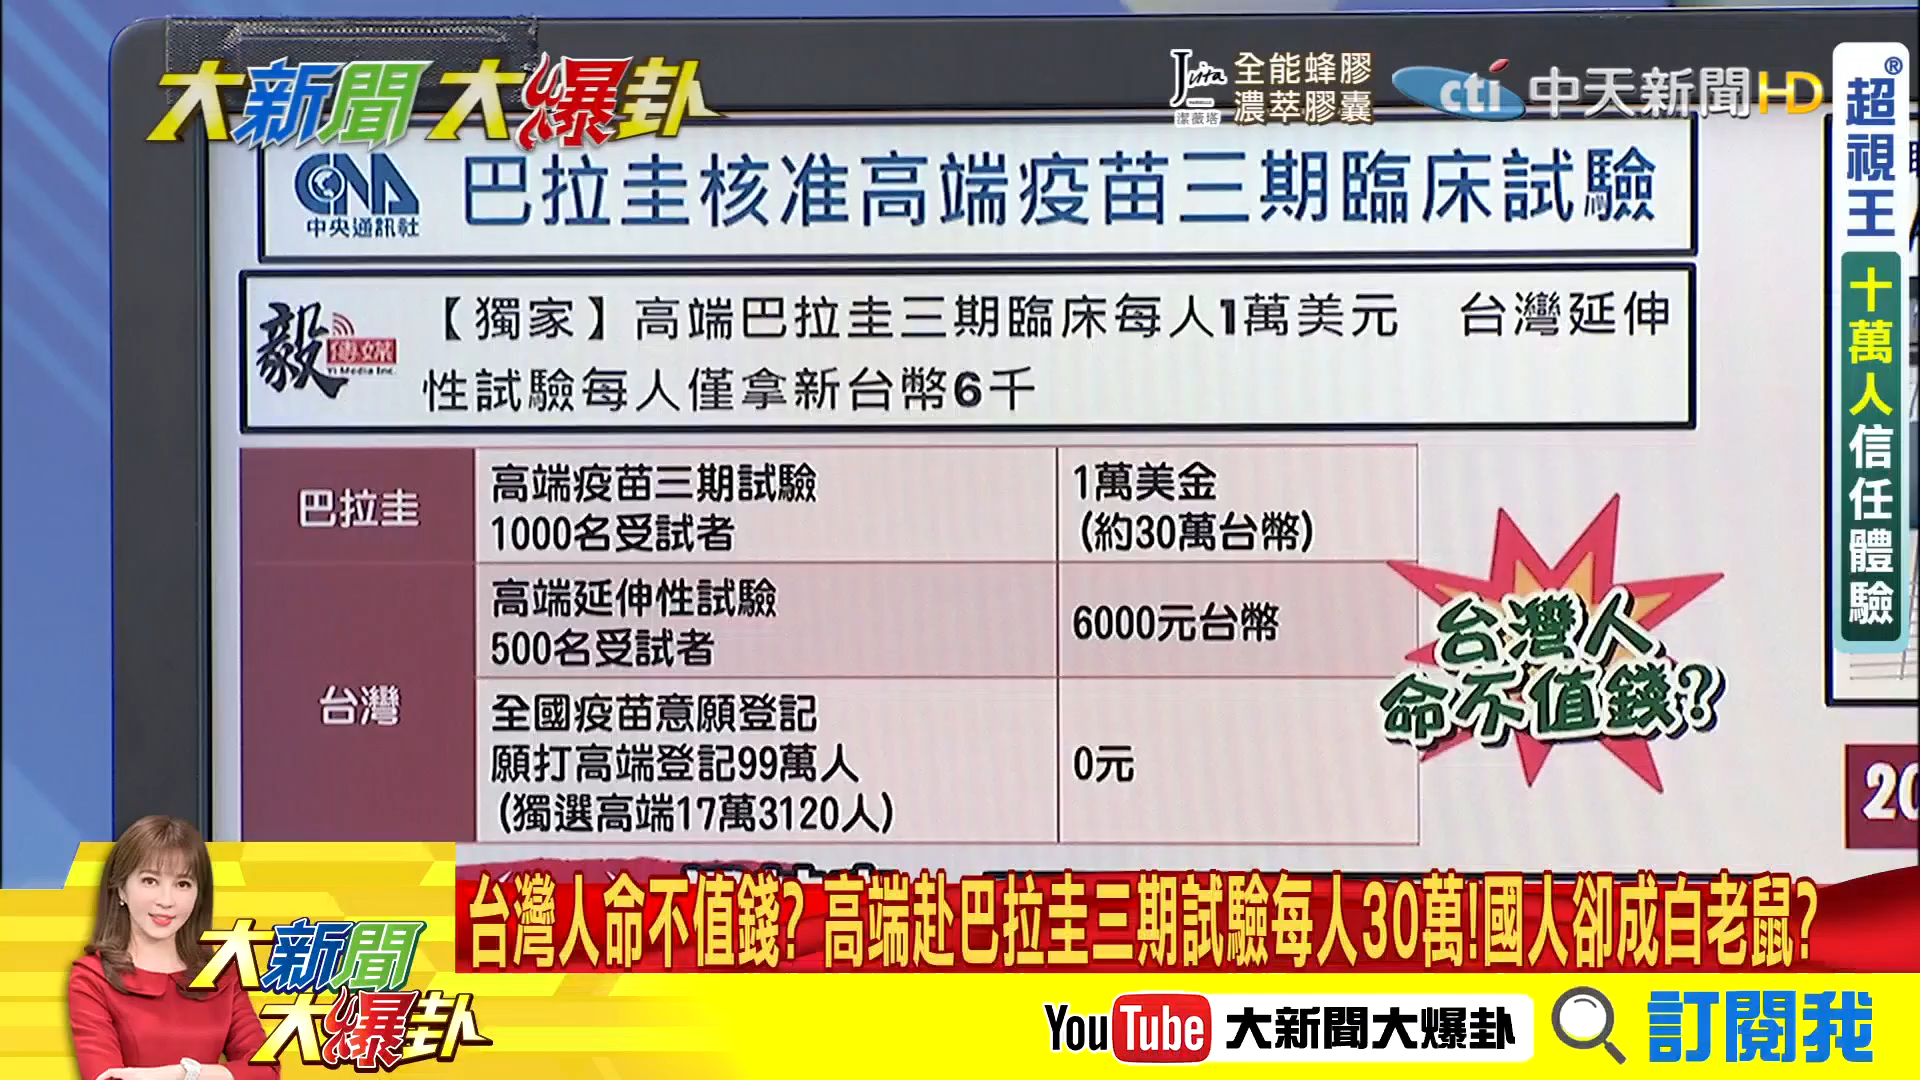 大新聞大爆卦
Jvita
潔薇塔
全能蜂膠
濃萃膠囊
cti 中天新聞HD
超視王®
十萬人信任體驗
CNA
中央通訊社
巴拉圭核准高端疫苗三期臨床試驗
毅傳媒
Yi Media Inc.
【獨家】高端巴拉圭三期臨床每人1萬美元 台灣延伸
性試驗每人僅拿新台幣6千
巴拉圭
高端疫苗三期試驗
1000名受試者
1萬美金
(約30萬台幣)
台灣
高端延伸性試驗
500名受試者
6000元台幣
全國疫苗意願登記
願打高端登記99萬人
(獨選高端17萬3120人)
0元
台灣人
命不值錢?
20
台灣人命不值錢? 高端赴巴拉圭三期試驗每人30萬!國人卻成白老鼠?
大新聞
大爆卦
YouTube 大新聞大爆卦
訂閱我